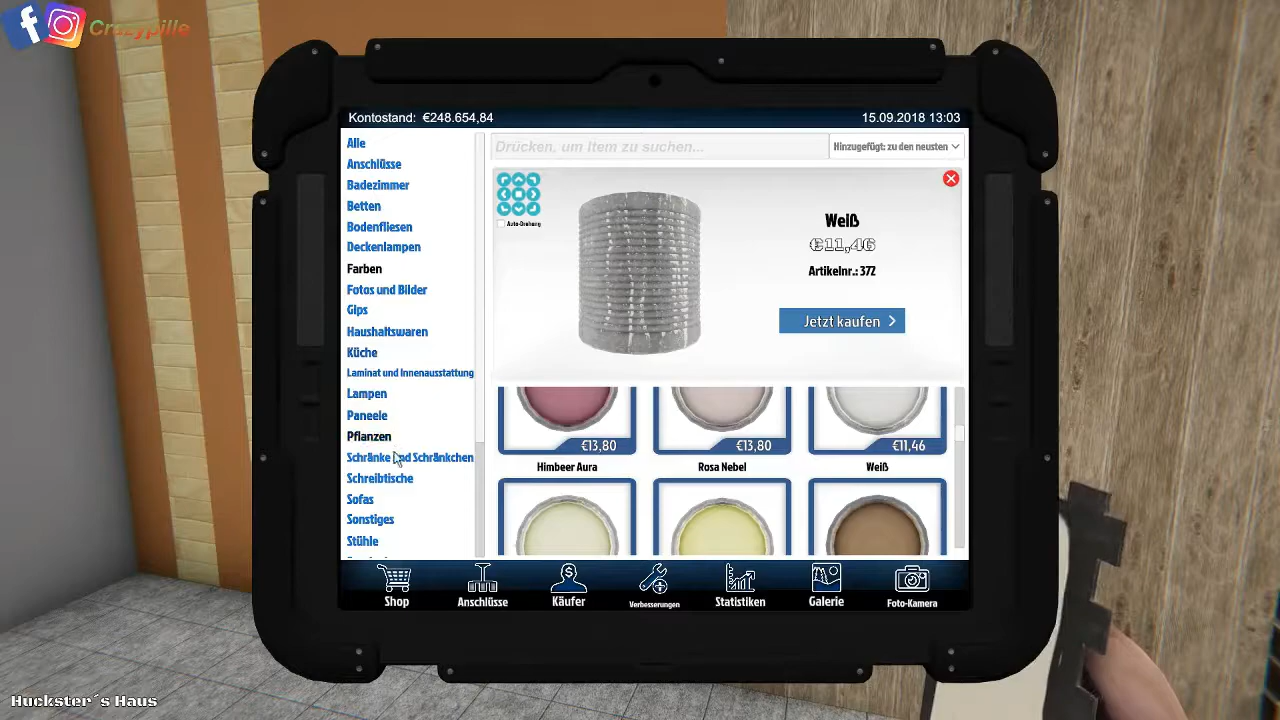 Crazypille
Kontostand: €248.654,84
15.09.2018 13:03
Alle
Anschlüsse
Badezimmer
Betten
Bodenfliesen
Deckenlampen
Farben
Fotos und Bilder
Gips
Haushaltswaren
Küche
Laminat und Innenausstattung
Lampen
Paneele
Pflanzen
Schränke und Schränkchen
Schreibtische
Sofas
Sonstiges
Stühle
Drücken, um Item zu suchen...
Hinzugefügt: zu den neusten
Auto-Drehung
Weiß
€11,46
Artikelnr.: 372
Jetzt kaufen
€13,80
€13,80
€11,46
Himbeer Aura
Rosa Nebel
Weiß
Shop
Anschlüsse
Käufer
Verbesserungen
Statistiken
Galerie
Foto-Kamera
Huckster´s Haus